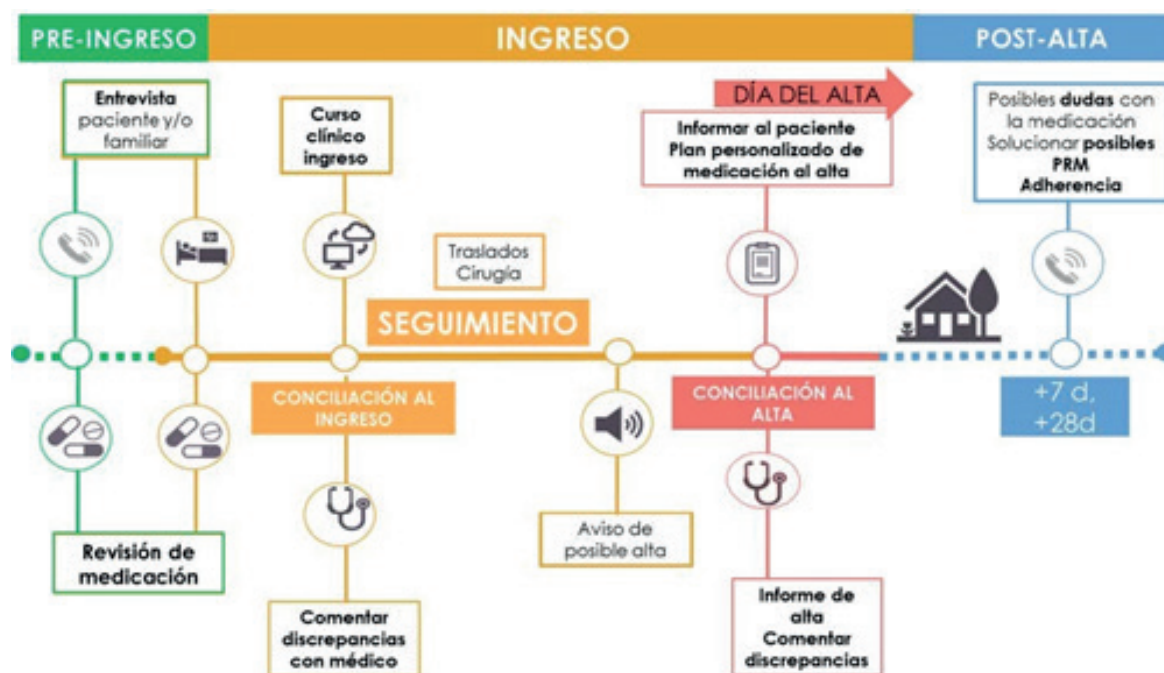 PRE-INGRESO
INGRESO
POST-ALTA
Entrevista
paciente y/o
familiar
Curso
clínico
ingreso
DÍA DEL ALTA
Informar al paciente
Plan personalizado de
medicación al alta
Posibles dudas con
la medicación
Solucionar posibles
PRM
Adherencia
Traslados
Cirugía
SEGUIMIENTO
CONCILIACIÓN AL
INGRESO
CONCILIACIÓN AL
ALTA
+7 d,
+28d
Revisión de
medicación
Comentar
discrepancias
con médico
Aviso de
posible alta
Informe de
alta
Comentar
discrepancias